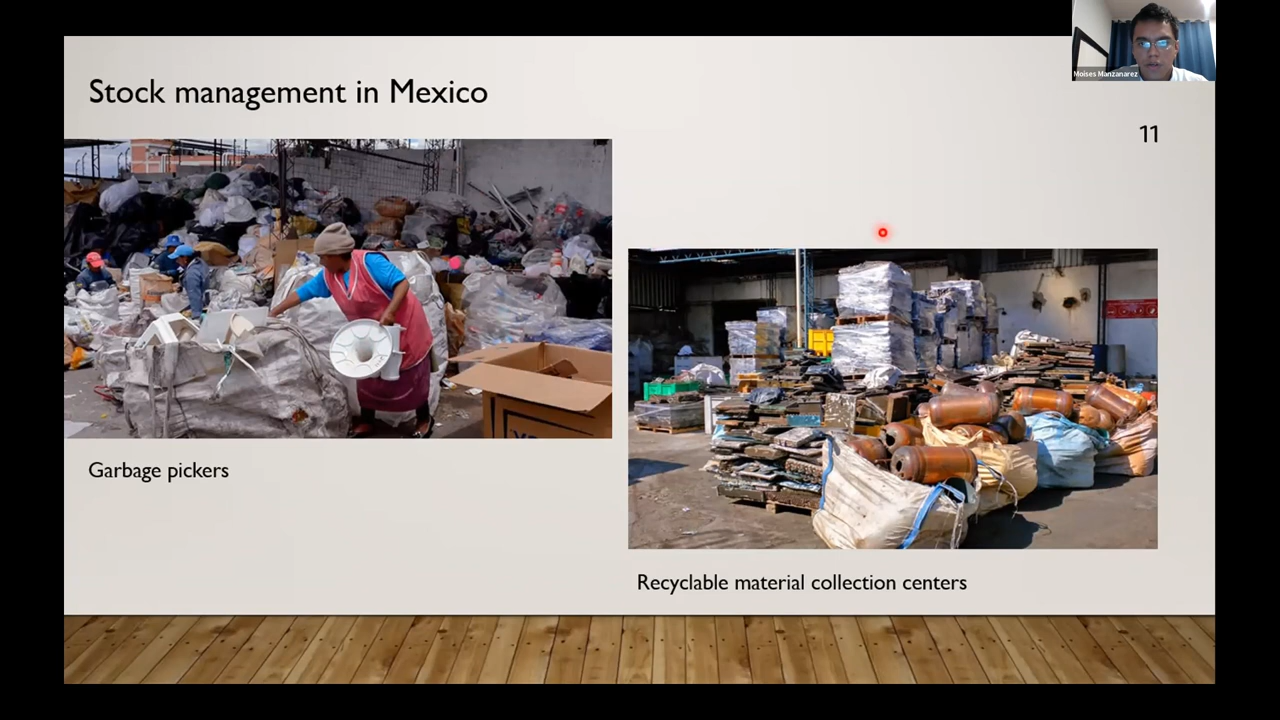 Moises Manzanarez
Stock management in Mexico
11
Garbage pickers
Recyclable material collection centers